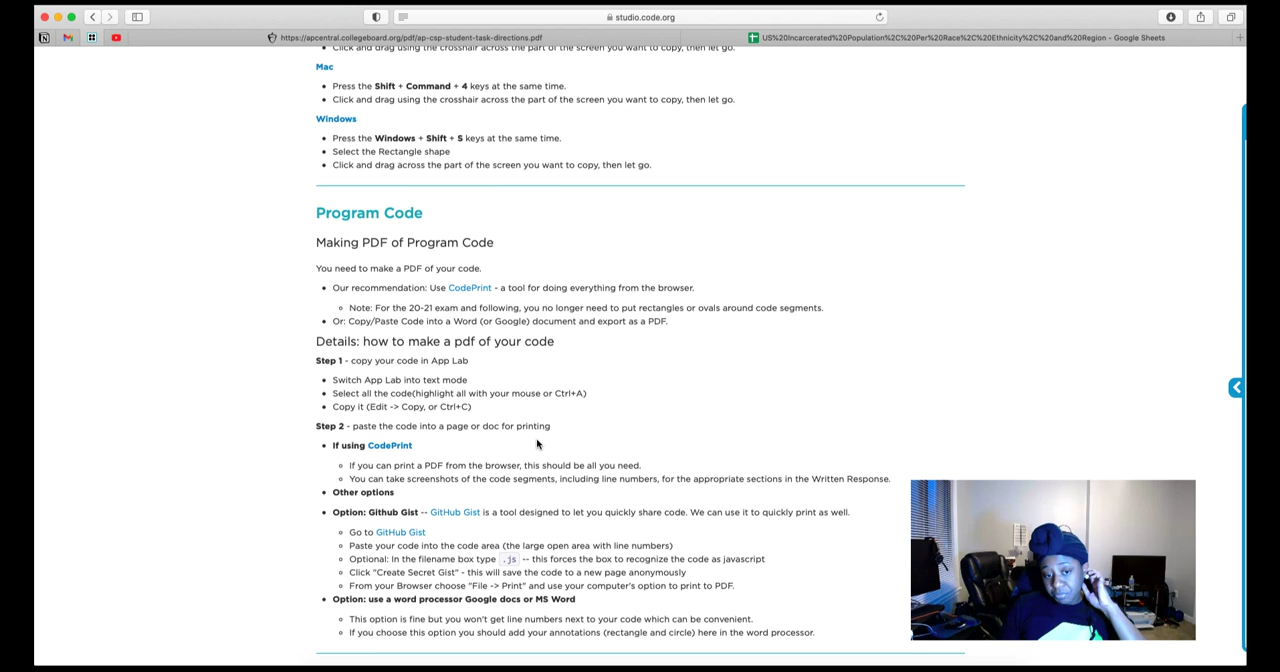 studio.code.org
https://apcentral.collegeboard.org/pdf/ap-csp-student-task-directions.pdf
US%20Incarcerated%20Population%2C%20Per%20Race%2C%20Ethnicity%2C%20and%20Region - Google Sheets
Click and drag using the crosshair across the part of the screen you want to copy, then let go.
Mac
Press the Shift + Command + 4 keys at the same time.
Click and drag using the crosshair across the part of the screen you want to copy, then let go.
Windows
Press the Windows + Shift + S keys at the same time.
Select the Rectangle shape
Click and drag across the part of the screen you want to copy, then let go.
Program Code
Making PDF of Program Code
You need to make a PDF of your code.
Our recommendation: Use CodePrint - a tool for doing everything from the browser.
Note: For the 20-21 exam and following, you no longer need to put rectangles or ovals around code segments.
Or: Copy/Paste Code into a Word (or Google) document and export as a PDF.
Details: how to make a pdf of your code
Step 1 - copy your code in App Lab
Switch App Lab into text mode
Select all the code(highlight all with your mouse or Ctrl+A)
Copy it (Edit -> Copy, or Ctrl+C)
Step 2 - paste the code into a page or doc for printing
If using CodePrint
If you can print a PDF from the browser, this should be all you need.
You can take screenshots of the code segments, including line numbers, for the appropriate sections in the Written Response.
Other options
Option: Github Gist -- GitHub Gist is a tool designed to let you quickly share code. We can use it to quickly print as well.
Go to GitHub Gist
Paste your code into the code area (the large open area with line numbers)
Optional: In the filename box type .js -- this forces the box to recognize the code as javascript
Click "Create Secret Gist" - this will save the code to a new page anonymously
From your Browser choose "File -> Print" and use your computer's option to print to PDF.
Option: use a word processor Google docs or MS Word
This option is fine but you won't get line numbers next to your code which can be convenient.
If you choose this option you should add your annotations (rectangle and circle) here in the word processor.